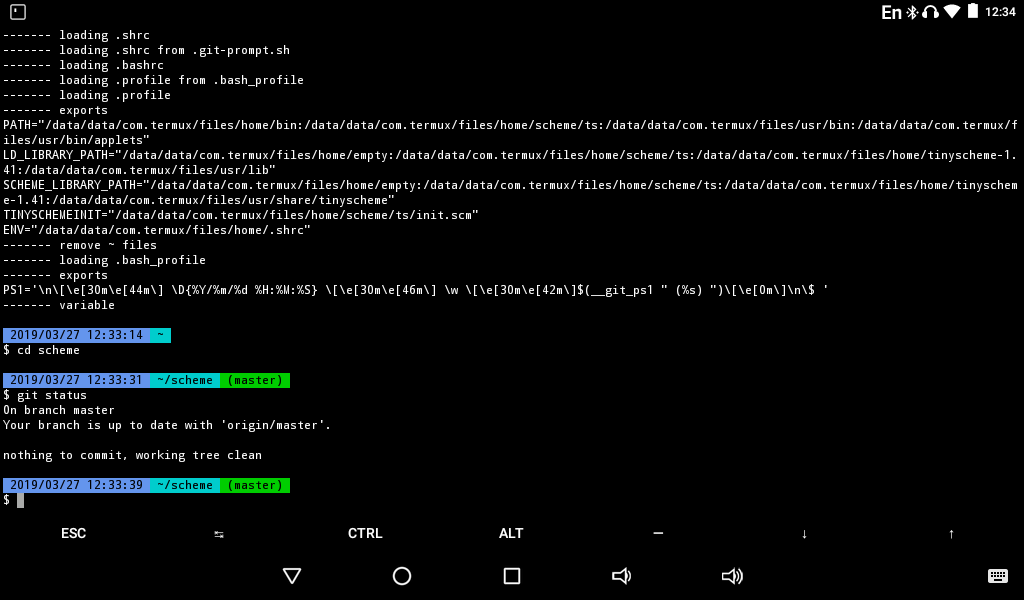 En 12:34
------- loading .shrc
------- loading .shrc from .git-prompt.sh
------- loading .bashrc
------- loading .profile from .bash_profile
------- loading .profile
------- exports
PATH="/data/data/com.termux/files/home/bin:/data/data/com.termux/files/home/scheme/ts:/data/data/com.termux/files/usr/bin:/data/data/com.termux/f
iles/usr/bin/applets"
LD_LIBRARY_PATH="/data/data/com.termux/files/home/empty:/data/data/com.termux/files/home/scheme/ts:/data/data/com.termux/files/home/tinyscheme-1.
41:/data/data/com.termux/files/usr/lib"
SCHEME_LIBRARY_PATH="/data/data/com.termux/files/home/empty:/data/data/com.termux/files/home/scheme/ts:/data/data/com.termux/files/home/tinyschem
e-1.41:/data/data/com.termux/files/usr/share/tinyscheme"
TINYSCHEMEINIT="/data/data/com.termux/files/home/scheme/ts/init.scm"
ENV="/data/data/com.termux/files/home/.shrc"
------- remove ~ files
------- loading .bash_profile
------- exports
PS1='\n\[\e[30m\e[44m\] \D{%Y/%m/%d %H:%M:%S} \[\e[30m\e[46m\] \w \[\e[30m\e[42m\]$(__git_ps1 " (%s) ")\[\e[0m\]\n\$ '
------- variable
2019/03/27 12:33:14 ~
$ cd scheme
2019/03/27 12:33:31 ~/scheme (master)
$ git status
On branch master
Your branch is up to date with 'origin/master'.
nothing to commit, working tree clean
2019/03/27 12:33:39 ~/scheme (master)
$
ESC ↹ CTRL ALT — ↓ ↑